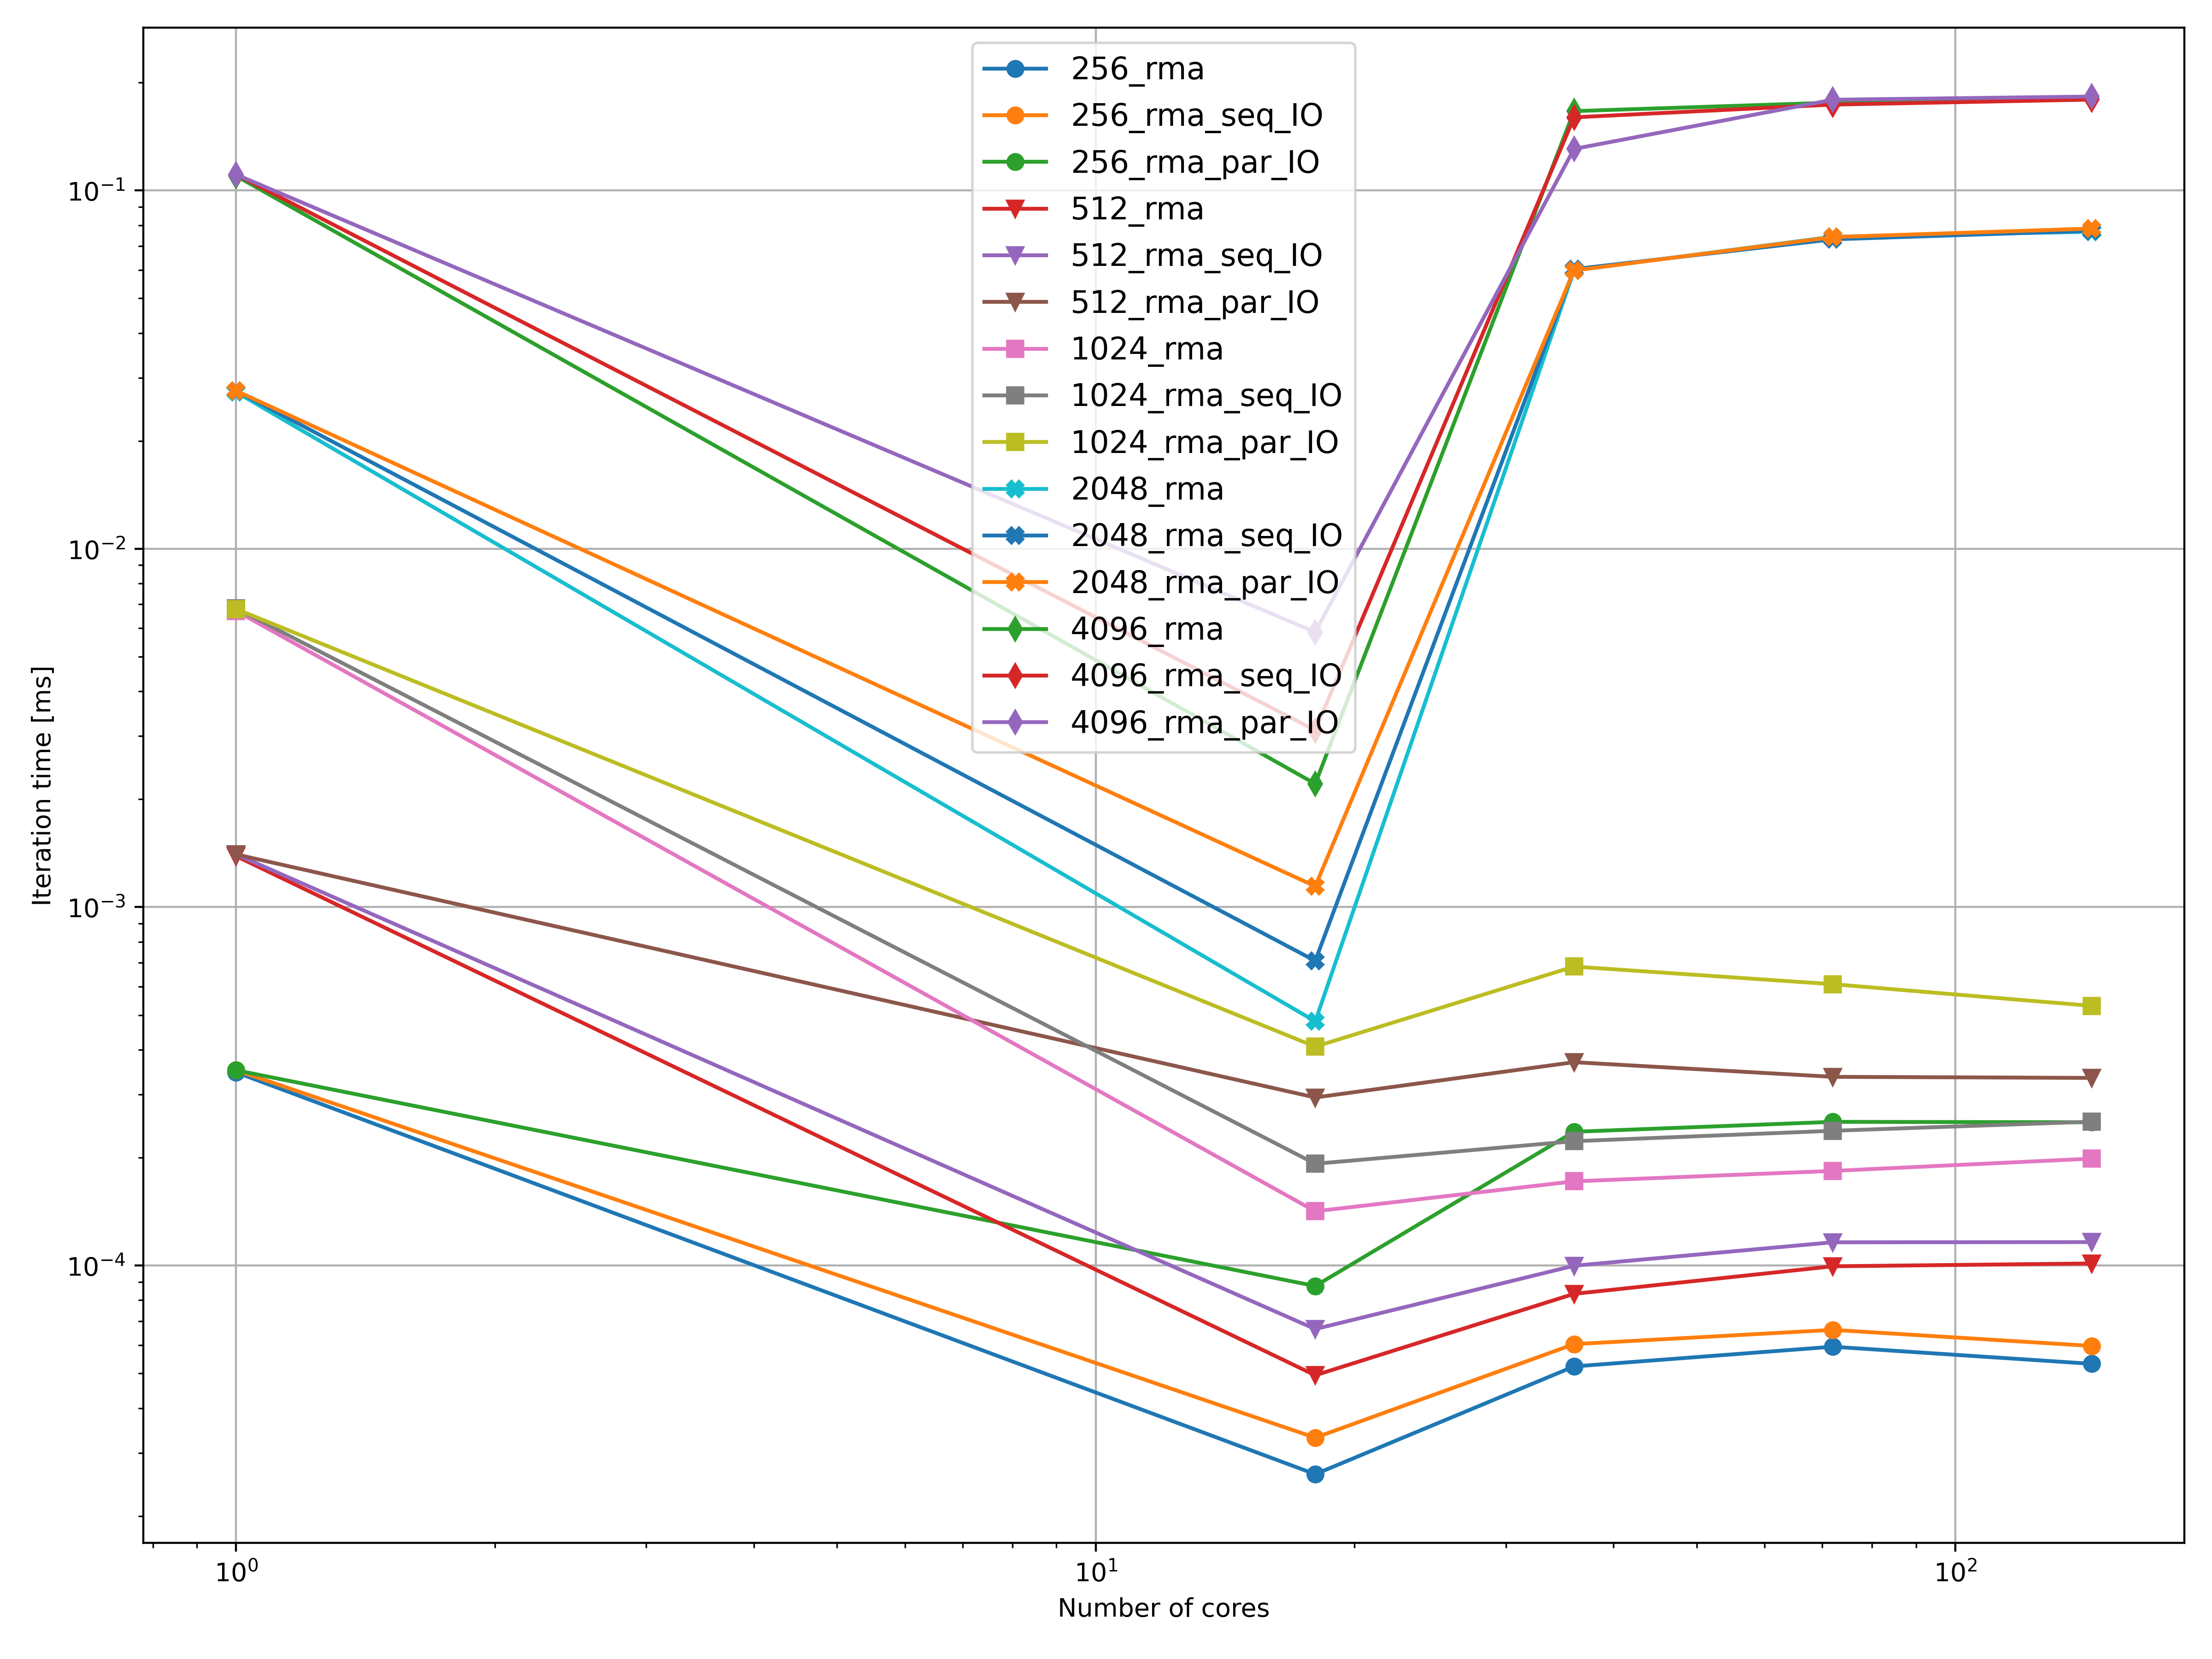 256_rma
256_rma_seq_IO
256_rma_par_IO
512_rma
512_rma_seq_IO
512_rma_par_IO
1024_rma
1024_rma_seq_IO
1024_rma_par_IO
2048_rma
2048_rma_seq_IO
2048_rma_par_IO
4096_rma
4096_rma_seq_IO
4096_rma_par_IO
10⁻¹
10⁻²
10⁻³
10⁻⁴
Iteration time [ms]
10⁰ 10¹ 10²
Number of cores